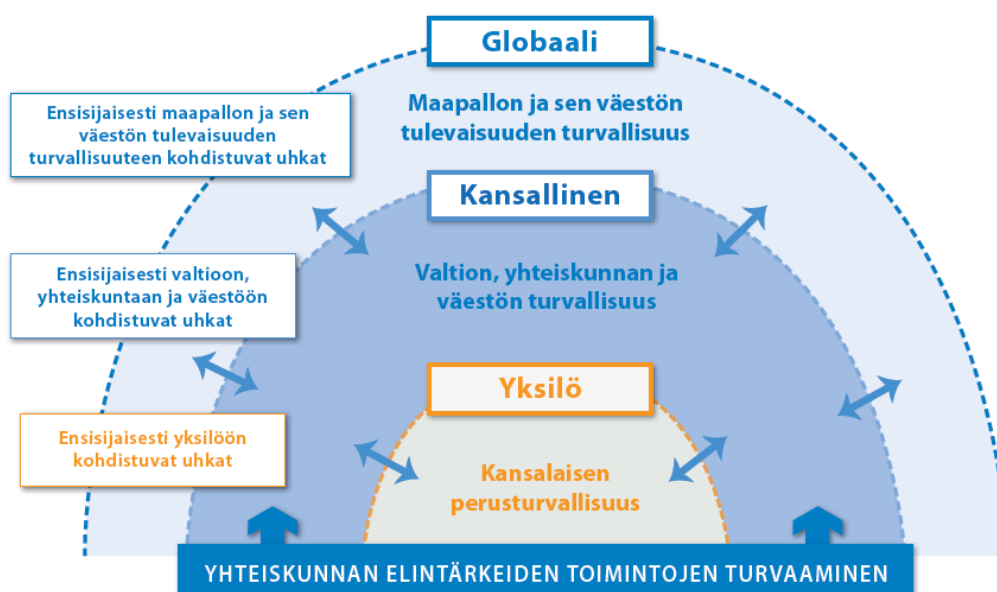 Globaali
Maapallon ja sen väestön
tulevaisuuden turvallisuus
Ensisijaisesti maapallon ja sen
väestön tulevaisuuden
turvallisuuteen kohdistuvat uhkat
Kansallinen
Valtion, yhteiskunnan ja
väestön turvallisuus
Ensisijaisesti valtioon,
yhteiskuntaan ja väestöön
kohdistuvat uhkat
Yksilö
Ensisijaisesti yksilöön
kohdistuvat uhkat
Kansalaisen
perusturvallisuus
YHTEISKUNNAN ELINTÄRKEIDEN TOIMINTOJEN TURVAAMINEN